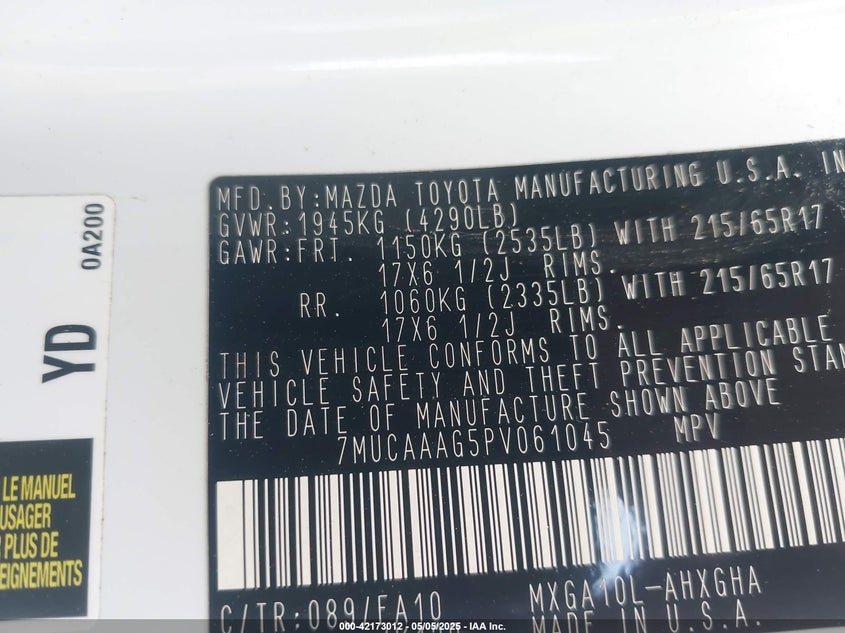 0A200
YD
LE MANUEL
USAGER
PLUS DE
EIGNEMENTS
MFD.BY:MAZDA TOYOTA MANUFACTURING U.S.A. IN
GVWR:1945KG (4290LB)
GAWR:FRT. 1150KG (2535LB) WITH 215/65R17
17X6 1/2J RIMS.
RR. 1060KG (2335LB) WITH 215/65R17
17X6 1/2J RIMS.
THIS VEHICLE CONFORMS TO ALL APPLICABLE
VEHICLE SAFETY AND THEFT PREVENTION STAN
THE DATE OF MANUFACTURE SHOWN ABOVE
7MUCAAAG5PV061045 MPV
C/TR:089/FA10 MXGA10L-AHXGHA
MADE IN U.S.A.
000-42173012 - 05/05/2025 - IAA Inc.